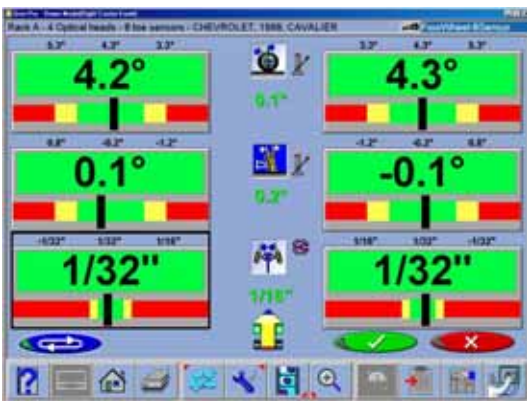 Rack A - 4 Optical heads - 8 toe sensors - CHEVROLET, 1989, CAVALIER
5.3° 4.3° 3.3°
3.3° 4.3° 5.3°
4.2°
4.3°
0.1°
0.8° -0.2° -1.2°
-1.2° -0.2° 0.8°
0.1°
-0.1°
0.2°
-1/32" 1/32" 1/16"
1/16" 1/32" -1/32"
1/32"
1/32"
1/16"